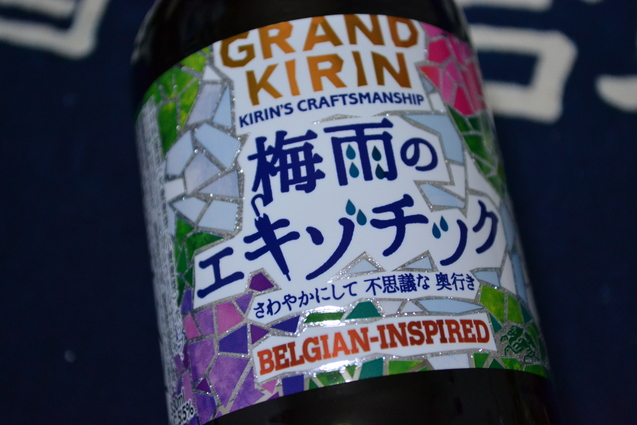 GRAND
KIRIN
KIRIN'S CRAFTSMANSHIP
梅雨の
エキゾチック
さわやかにして 不思議な 奥行き
BELGIAN-INSPIRED